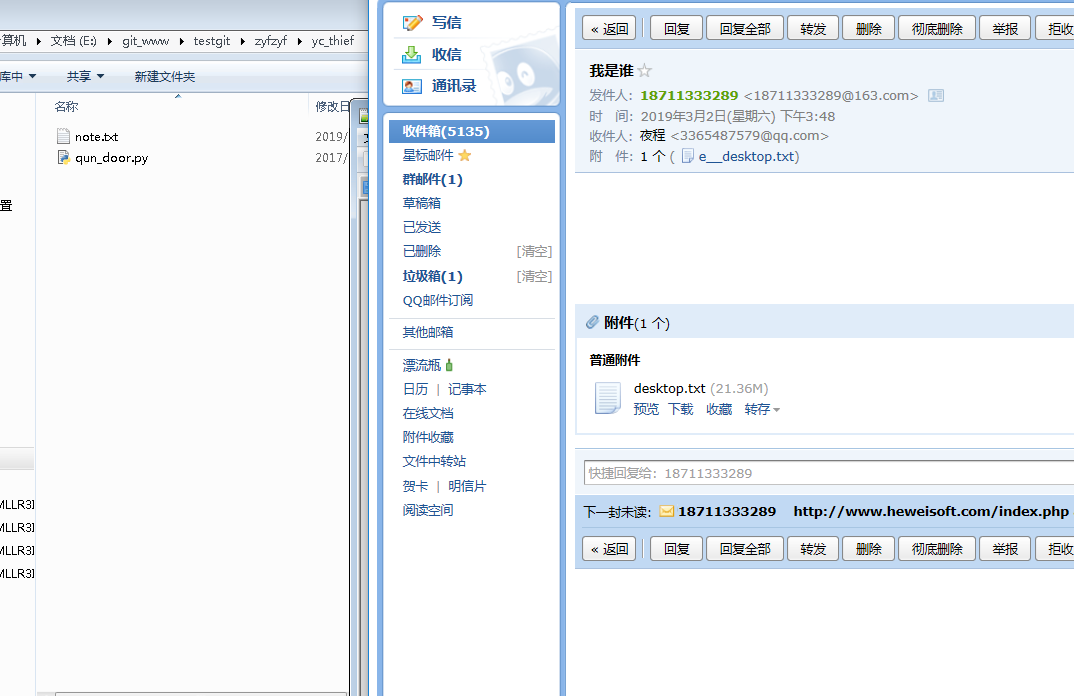 计算机 ▸ 文档 (E:) ▸ git_www ▸ testgit ▸ zyfzyf ▸ yc_thief
库中 共享 新建文件夹
名称 修改日
note.txt 2019/
qun_door.py 2017/
置
MLLR3I
MLLR3I
MLLR3I
MLLR3I
写信
收信
通讯录
收件箱(5135)
星标邮件
群邮件(1)
草稿箱
已发送
已删除 [清空]
垃圾箱(1) [清空]
QQ邮件订阅
其他邮箱
漂流瓶
日历 | 记事本
在线文档
附件收藏
文件中转站
贺卡 | 明信片
阅读空间
« 返回 回复 回复全部 转发 删除 彻底删除 举报 拒收
我是谁
发件人: 18711333289 <18711333289@163.com>
时 间: 2019年3月2日(星期六) 下午3:48
收件人: 夜程 <3365487579@qq.com>
附 件: 1 个 ( e__desktop.txt)
附件(1 个)
普通附件
desktop.txt (21.36M)
预览 下载 收藏 转存
快捷回复给: 18711333289
下一封未读: 18711333289 http://www.heweisoft.com/index.php
« 返回 回复 回复全部 转发 删除 彻底删除 举报 拒收